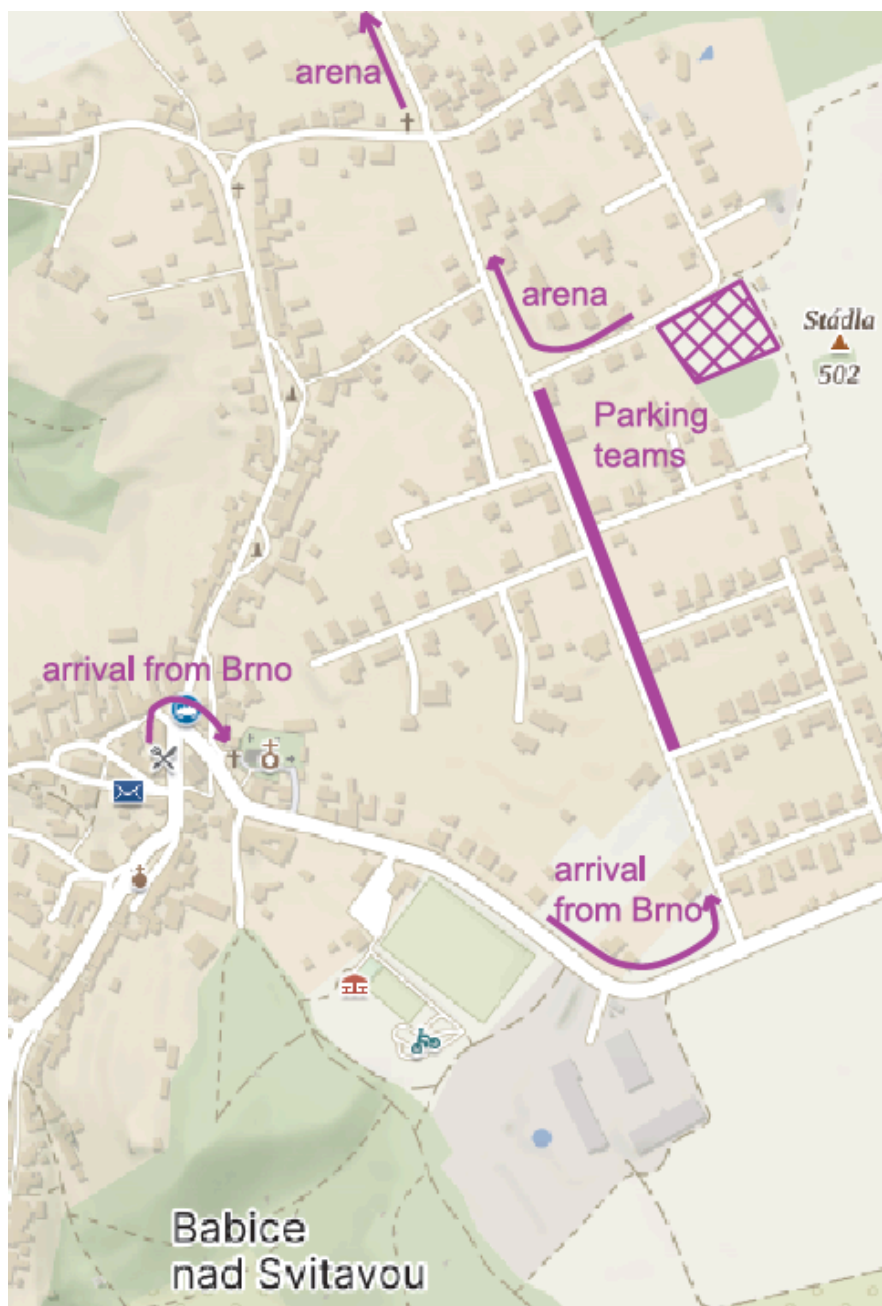 arena
arena
Stádla
502
Parking
teams
arrival from Brno
arrival
from Brno
Babice
nad Svitavou